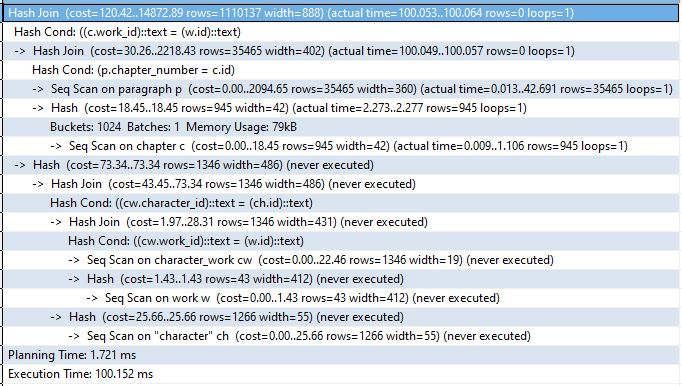 Hash Join  (cost=120.42..14872.89 rows=1110137 width=888) (actual time=100.053..100.064 rows=0 loops=1)
Hash Cond: ((c.work_id)::text = (w.id)::text)
->  Hash Join  (cost=30.26..2218.43 rows=35465 width=402) (actual time=100.049..100.057 rows=0 loops=1)
Hash Cond: (p.chapter_number = c.id)
->  Seq Scan on paragraph p  (cost=0.00..2094.65 rows=35465 width=360) (actual time=0.013..42.691 rows=35465 loops=1)
->  Hash  (cost=18.45..18.45 rows=945 width=42) (actual time=2.273..2.277 rows=945 loops=1)
Buckets: 1024  Batches: 1  Memory Usage: 79kB
->  Seq Scan on chapter c  (cost=0.00..18.45 rows=945 width=42) (actual time=0.009..1.106 rows=945 loops=1)
->  Hash  (cost=73.34..73.34 rows=1346 width=486) (never executed)
->  Hash Join  (cost=43.45..73.34 rows=1346 width=486) (never executed)
Hash Cond: ((cw.character_id)::text = (ch.id)::text)
->  Hash Join  (cost=1.97..28.31 rows=1346 width=431) (never executed)
Hash Cond: ((cw.work_id)::text = (w.id)::text)
->  Seq Scan on character_work cw  (cost=0.00..22.46 rows=1346 width=19) (never executed)
->  Hash  (cost=1.43..1.43 rows=43 width=412) (never executed)
->  Seq Scan on work w  (cost=0.00..1.43 rows=43 width=412) (never executed)
->  Hash  (cost=25.66..25.66 rows=1266 width=55) (never executed)
->  Seq Scan on "character" ch  (cost=0.00..25.66 rows=1266 width=55) (never executed)
Planning Time: 1.721 ms
Execution Time: 100.152 ms